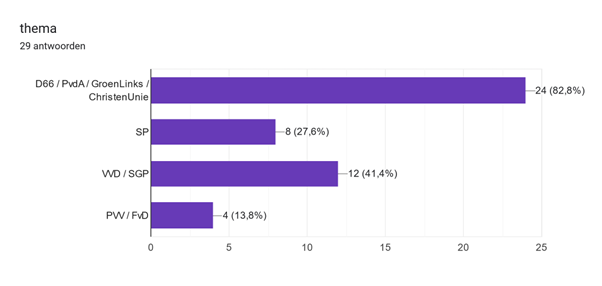 thema
29 antwoorden
D66 / PvdA / GroenLinks /
ChristenUnie
24 (82,8%)
SP
8 (27,6%)
VVD / SGP
12 (41,4%)
PVV / FvD
4 (13,8%)
0 5 10 15 20 25